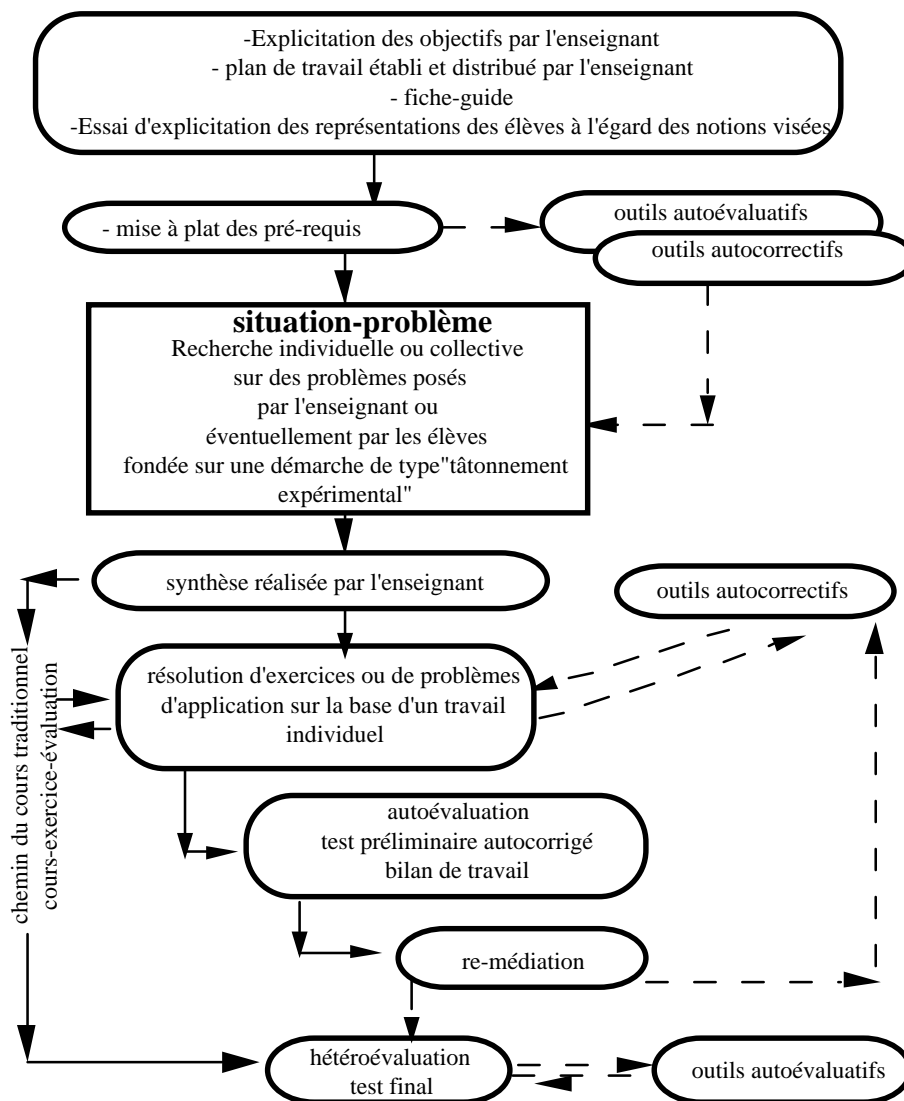 -Explicitation des objectifs par l'enseignant
- plan de travail établi et distribué par l'enseignant
- fiche-guide
-Essai d'explicitation des représentations des élèves à l'égard des notions visées
- mise à plat des pré-requis
outils autoévaluatifs
outils autocorrectifs
situation-problème
Recherche individuelle ou collective
sur des problèmes posés
par l'enseignant ou
éventuellement par les élèves
fondée sur une démarche de type"tâtonnement
expérimental"
synthèse réalisée par l'enseignant
outils autocorrectifs
résolution d'exercices ou de problèmes
d'application sur la base d'un travail
individuel
chemin du cours traditionnel
cours-exercice-évaluation
autoévaluation
test préliminaire autocorrigé
bilan de travail
re-médiation
hétéroévaluation
test final
outils autoévaluatifs